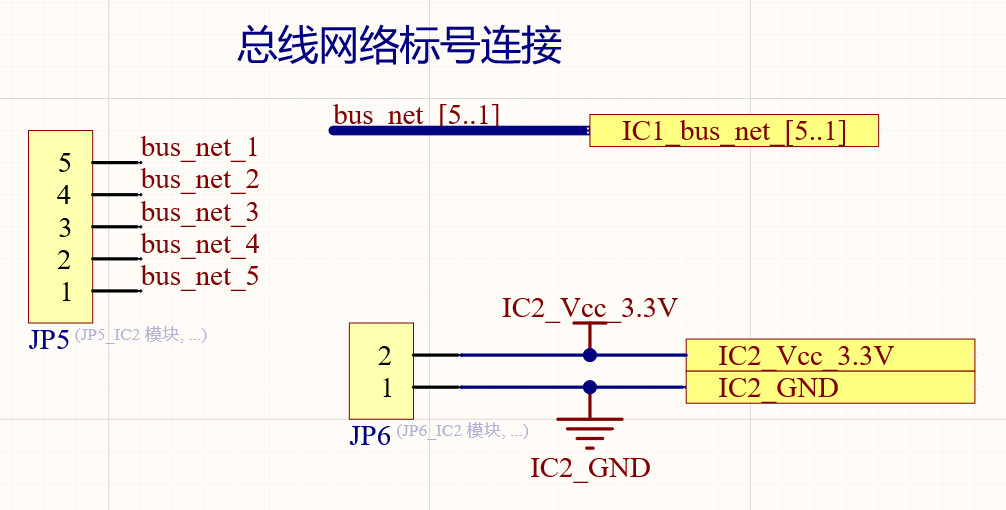 总线网络标号连接
bus_net_[5..1]
IC1_bus_net_[5..1]
5
bus_net_1
4
bus_net_2
3
bus_net_3
2
bus_net_4
1
bus_net_5
JP5 (JP5_IC2 模块, ...)
IC2_Vcc_3.3V
2
IC2_Vcc_3.3V
1
IC2_GND
JP6 (JP6_IC2 模块, ...)
IC2_GND